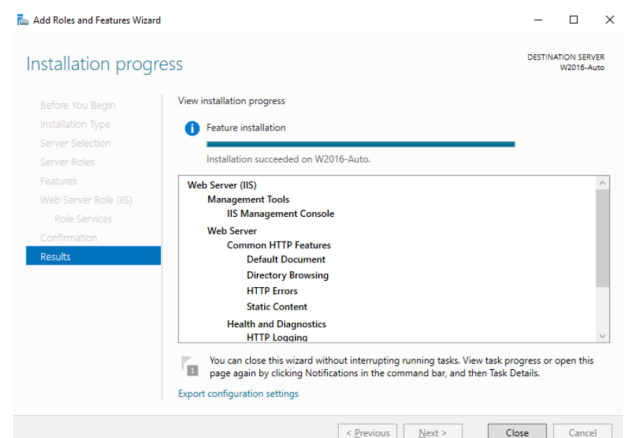 Add Roles and Features Wizard
Installation progress
DESTINATION SERVER
W2016-Auto
Before You Begin
Installation Type
Server Selection
Server Roles
Features
Web Server Role (IIS)
Role Services
Confirmation
Results
View installation progress
Feature installation
Installation succeeded on W2016-Auto.
Web Server (IIS)
Management Tools
IIS Management Console
Web Server
Common HTTP Features
Default Document
Directory Browsing
HTTP Errors
Static Content
Health and Diagnostics
HTTP Logging
1
You can close this wizard without interrupting running tasks. View task progress or open this
page again by clicking Notifications in the command bar, and then Task Details.
Export configuration settings
< Previous
Next >
Close
Cancel